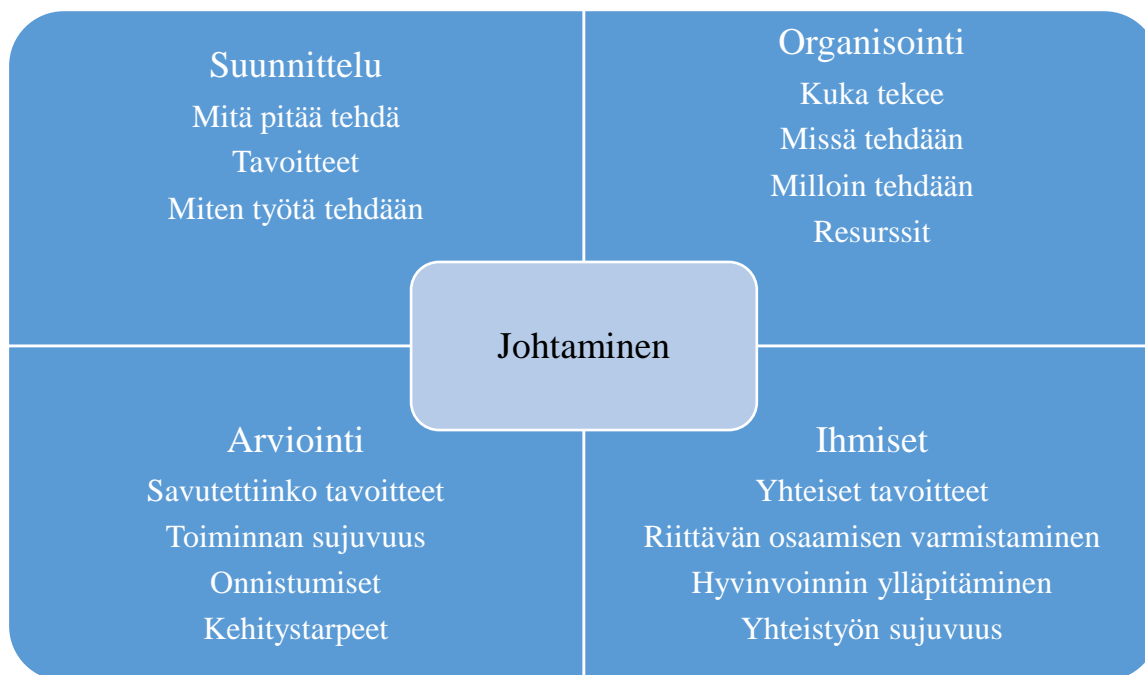 Suunnittelu
Mitä pitää tehdä
Tavoitteet
Miten työtä tehdään
Organisointi
Kuka tekee
Missä tehdään
Milloin tehdään
Resurssit
Johtaminen
Arviointi
Savutettiinko tavoitteet
Toiminnan sujuvuus
Onnistumiset
Kehitystarpeet
Ihmiset
Yhteiset tavoitteet
Riittävän osaamisen varmistaminen
Hyvinvoinnin ylläpitäminen
Yhteistyön sujuvuus